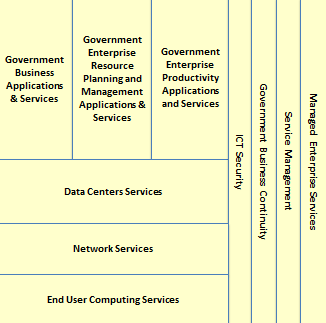 Government
Business
Applications
& Services
Government
Enterprise
Resource
Planning and
Management
Applications &
Services
Government
Enterprise
Productivity
Applications
and Services
Data Centers Services
Network Services
End User Computing Services
ICT Security
Government Business Continuity
Service Management
Managed Enterprise Services